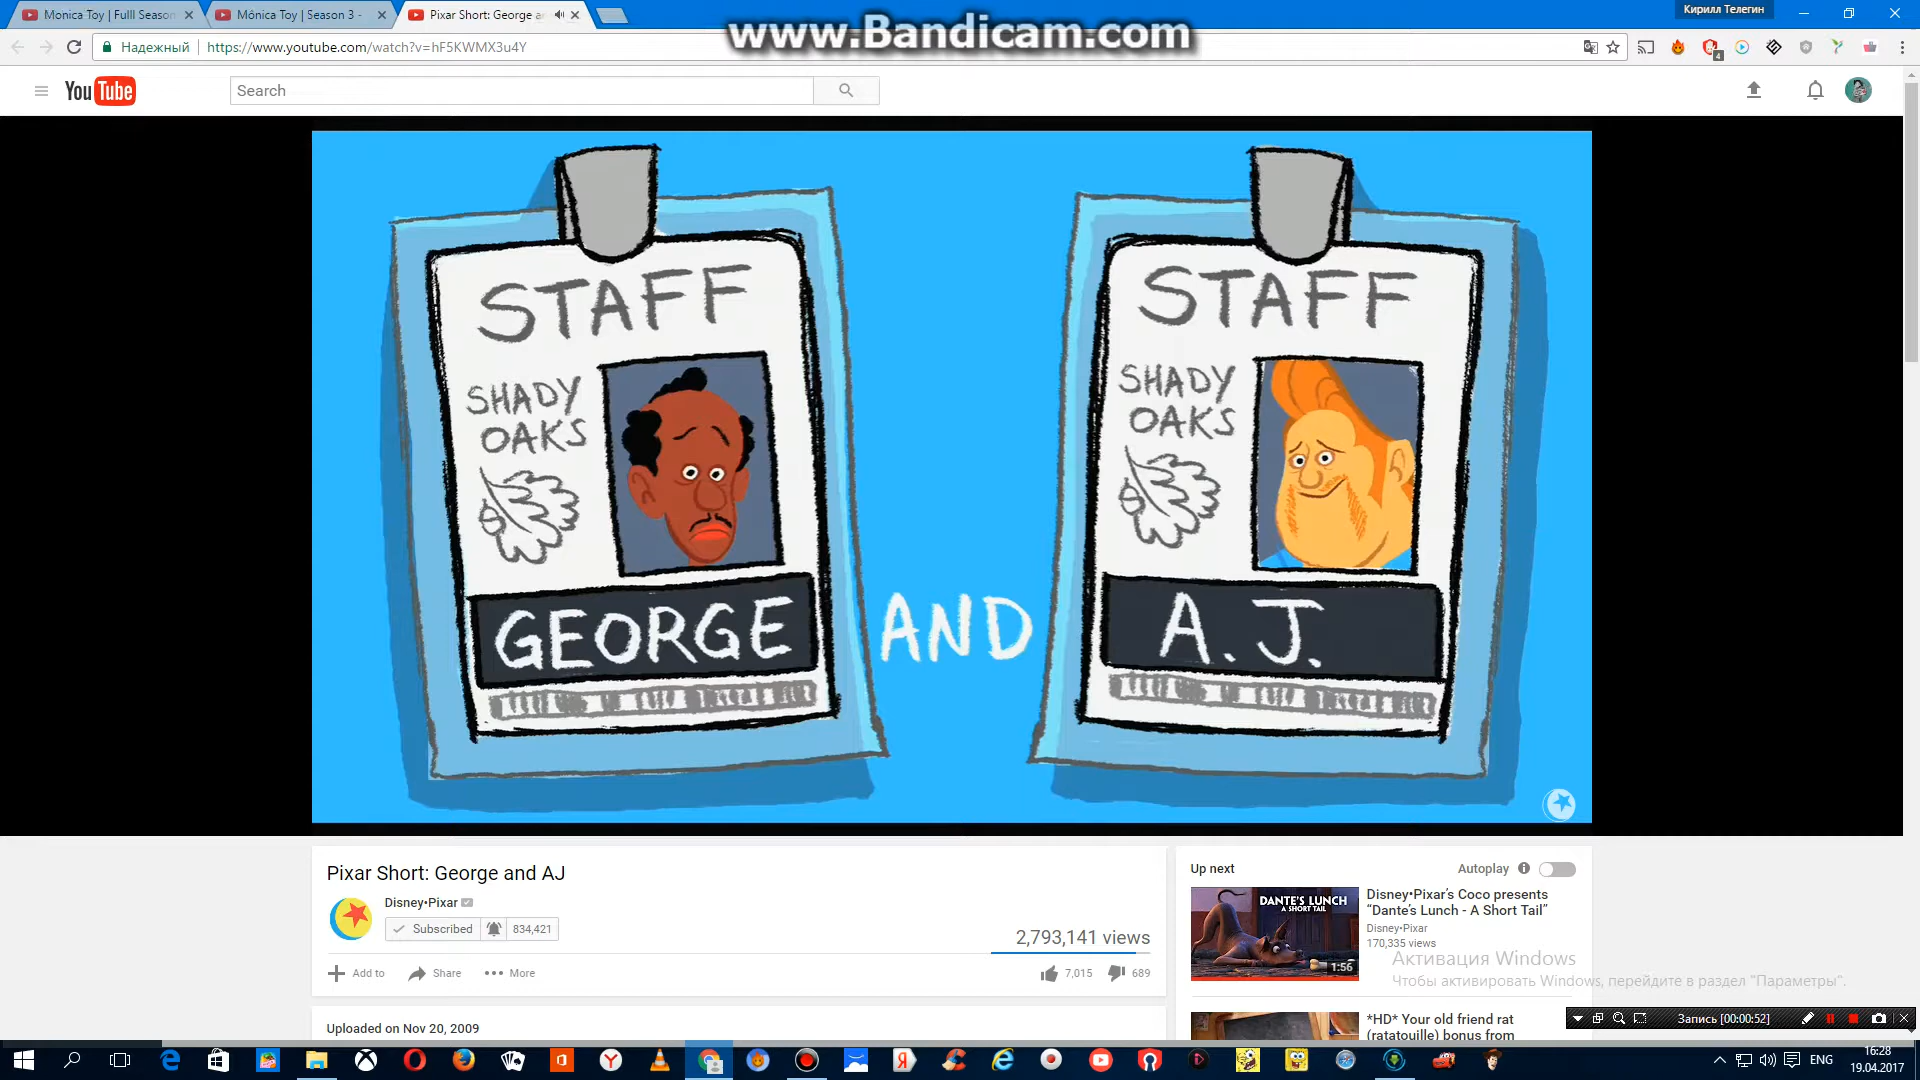 Monica Toy | Fulll Season
Mónica Toy | Season 3 -
Pixar Short: George an
Кирилл Телегин
www.Bandicam.com
Надежный
https://www.youtube.com/watch?v=hF5KWMX3u4Y
4
YouTube
Search
STAFF
SHADY
OAKS
GEORGE
AND
STAFF
SHADY
OAKS
A.J.
Pixar Short: George and AJ
Disney•Pixar
Subscribed
834,421
2,793,141 views
Add to
Share
More
7,015
689
Uploaded on Nov 20, 2009
Up next
Autoplay
DANTE'S LUNCH
A SHORT TAIL
1:56
Disney•Pixar's Coco presents
“Dante's Lunch - A Short Tail”
Disney•Pixar
170,335 views
Активация Windows
Чтобы активировать Windows, перейдите в раздел "Параметры".
*HD* Your old friend rat
(ratatouille) bonus from
Запись [00:00:52]
ENG
16:28
19.04.2017